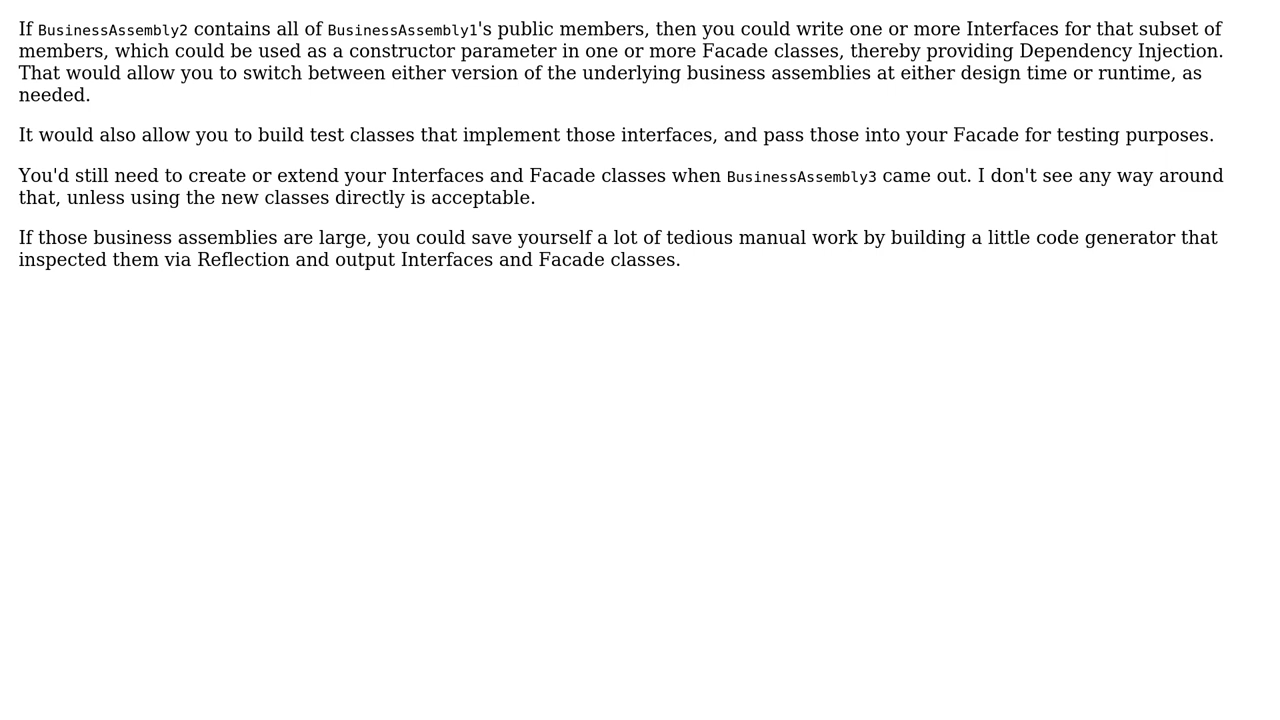 If BusinessAssembly2 contains all of BusinessAssembly1's public members, then you could write one or more Interfaces for that subset of
members, which could be used as a constructor parameter in one or more Facade classes, thereby providing Dependency Injection.
That would allow you to switch between either version of the underlying business assemblies at either design time or runtime, as
needed.
It would also allow you to build test classes that implement those interfaces, and pass those into your Facade for testing purposes.
You'd still need to create or extend your Interfaces and Facade classes when BusinessAssembly3 came out. I don't see any way around
that, unless using the new classes directly is acceptable.
If those business assemblies are large, you could save yourself a lot of tedious manual work by building a little code generator that
inspected them via Reflection and output Interfaces and Facade classes.